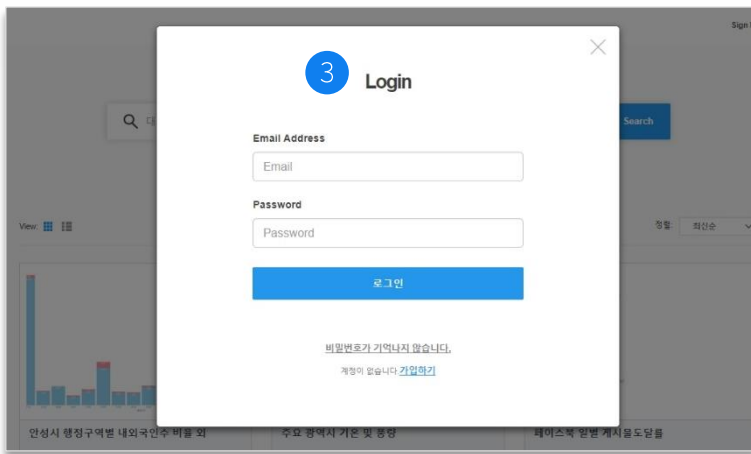 Sign
3
Login
대
Search
Email Address
Email
Password
Password
View:
정렬
최신순
로그인
비밀번호가 기억나지 않습니다.
계정이 없습니다 가입하기
안성시 행정구역별 내외국인수 비율 외
주요 광역시 기온 및 풍량
페이스북 일별 게시물도달률